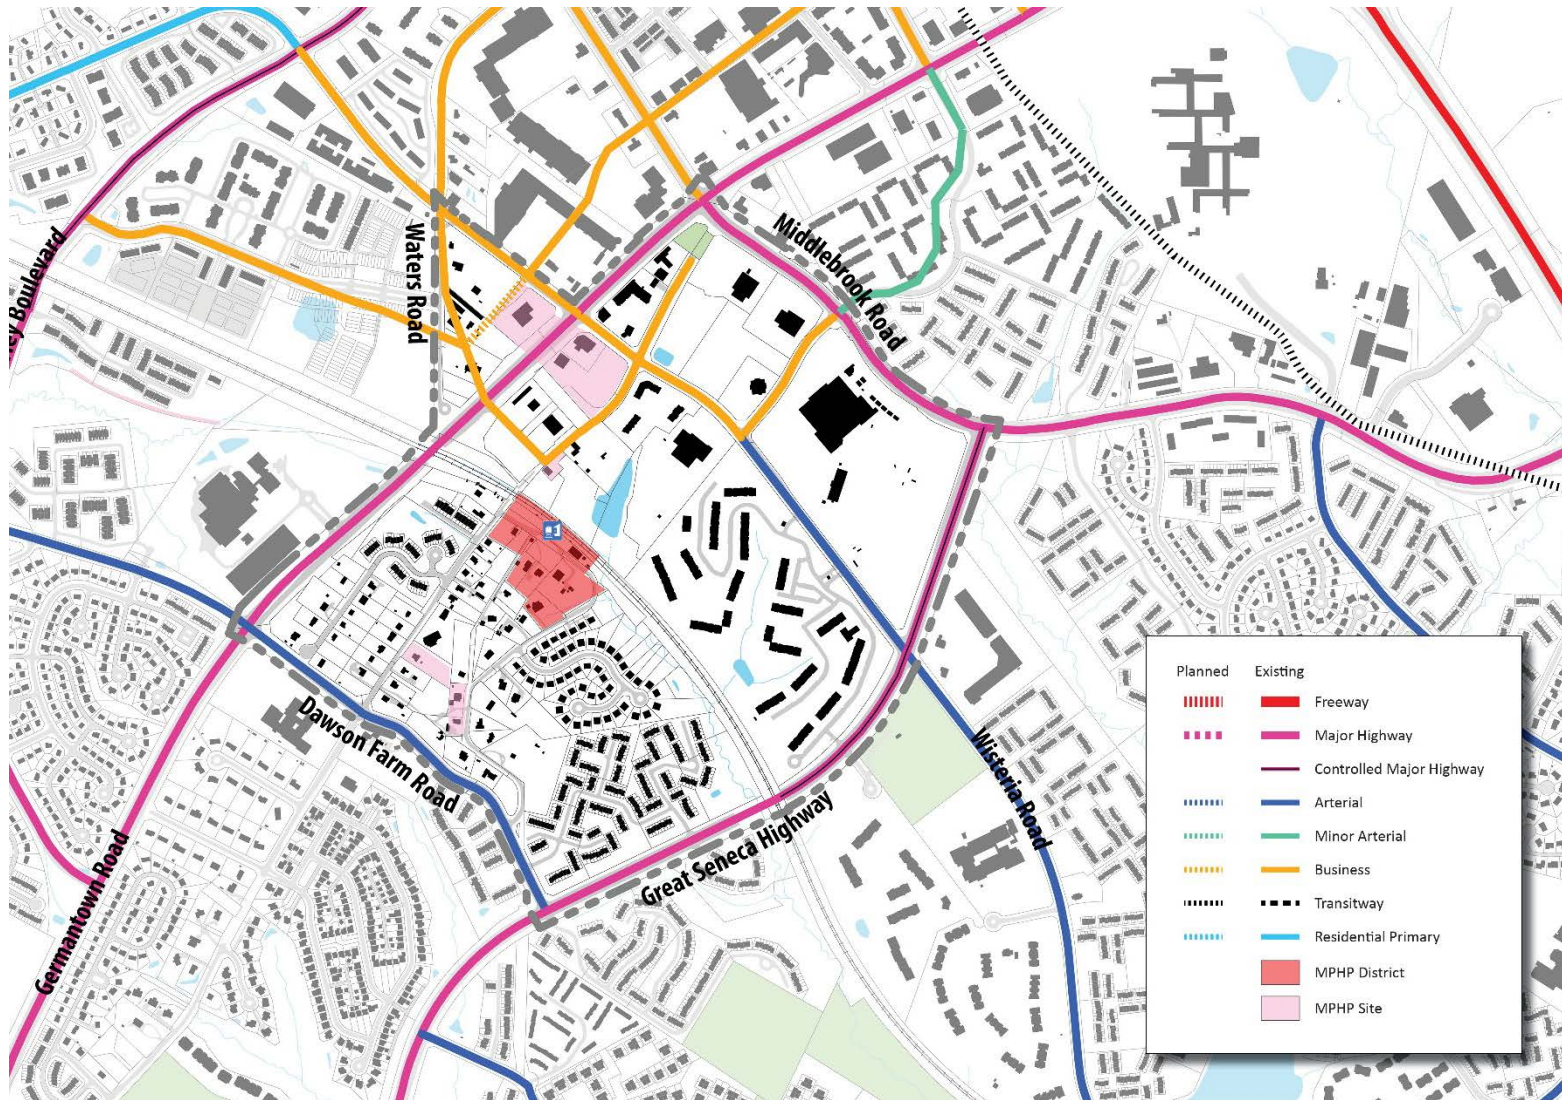 Middlebrook Road
Waters Road
ey Boulevard
Dawson Farm Road
Great Seneca Highway
Wisteria Road
Germantown Road
Planned Existing
Freeway
Major Highway
Controlled Major Highway
Arterial
Minor Arterial
Business
Transitway
Residential Primary
MPHP District
MPHP Site